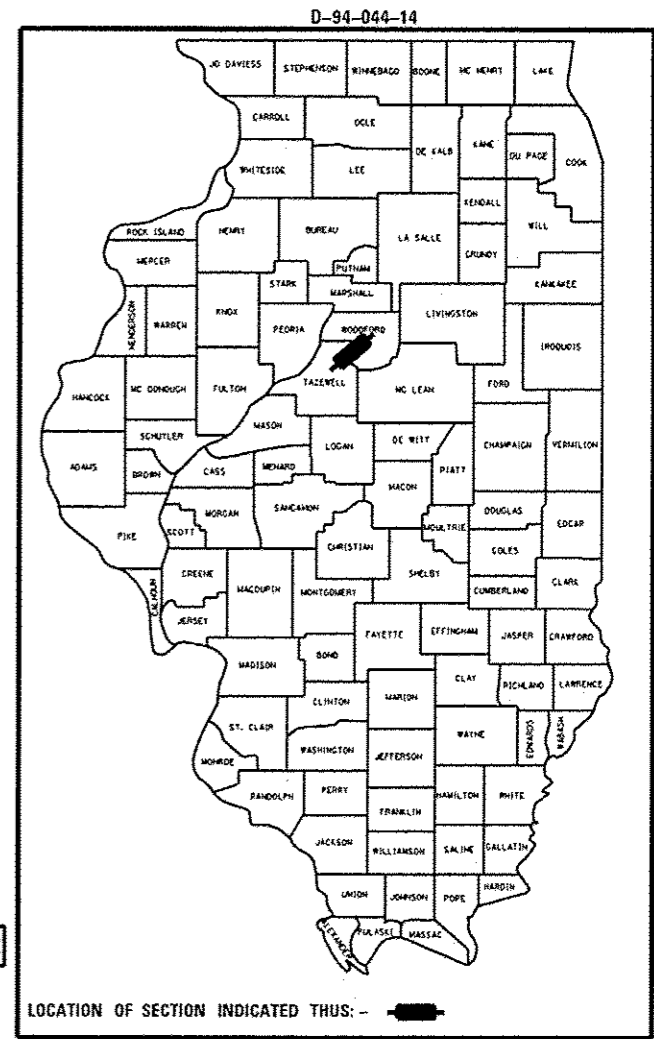 D-94-044-14
JO DAVIESS STEPHENSON WINNEBAGO BOONE MC HENRY LAKE
CARROLL OGLE
DE KALB KANE DU PAGE COOK
WHITESIDE LEE
KENDALL
ROCK ISLAND HENRY BUREAU LA SALLE WILL
MERCER PUTNAM GRUNDY
STARK MARSHALL KANKAKEE
HENDERSON WARREN KNOX PEORIA WOODFORD LIVINGSTON
IROQUOIS
HANCOCK MC DONOUGH FULTON TAZEWELL MC LEAN FORD
MASON
SCHUYLER LOGAN DE WITT CHAMPAIGN VERMILION
ADAMS BROWN CASS MENARD PIATT
MACON
MORGAN SANGAMON DOUGLAS EDGAR
PIKE SCOTT CHRISTIAN MOULTRIE
COLES
GREENE MACOUPIN MONTGOMERY SHELBY CLARK
CALHOUN CUMBERLAND
JERSEY FAYETTE EFFINGHAM JASPER CRAWFORD
MADISON BOND
CLAY RICHLAND LAWRENCE
CLINTON MARION
ST. CLAIR WAYNE EDWARDS WABASH
WASHINGTON JEFFERSON
MONROE
RANDOLPH PERRY HAMILTON WHITE
FRANKLIN
JACKSON WILLIAMSON SALINE GALLATIN
UNION JOHNSON POPE HARDIN
ALEXANDER PULASKI MASSAC
LOCATION OF SECTION INDICATED THUS: -